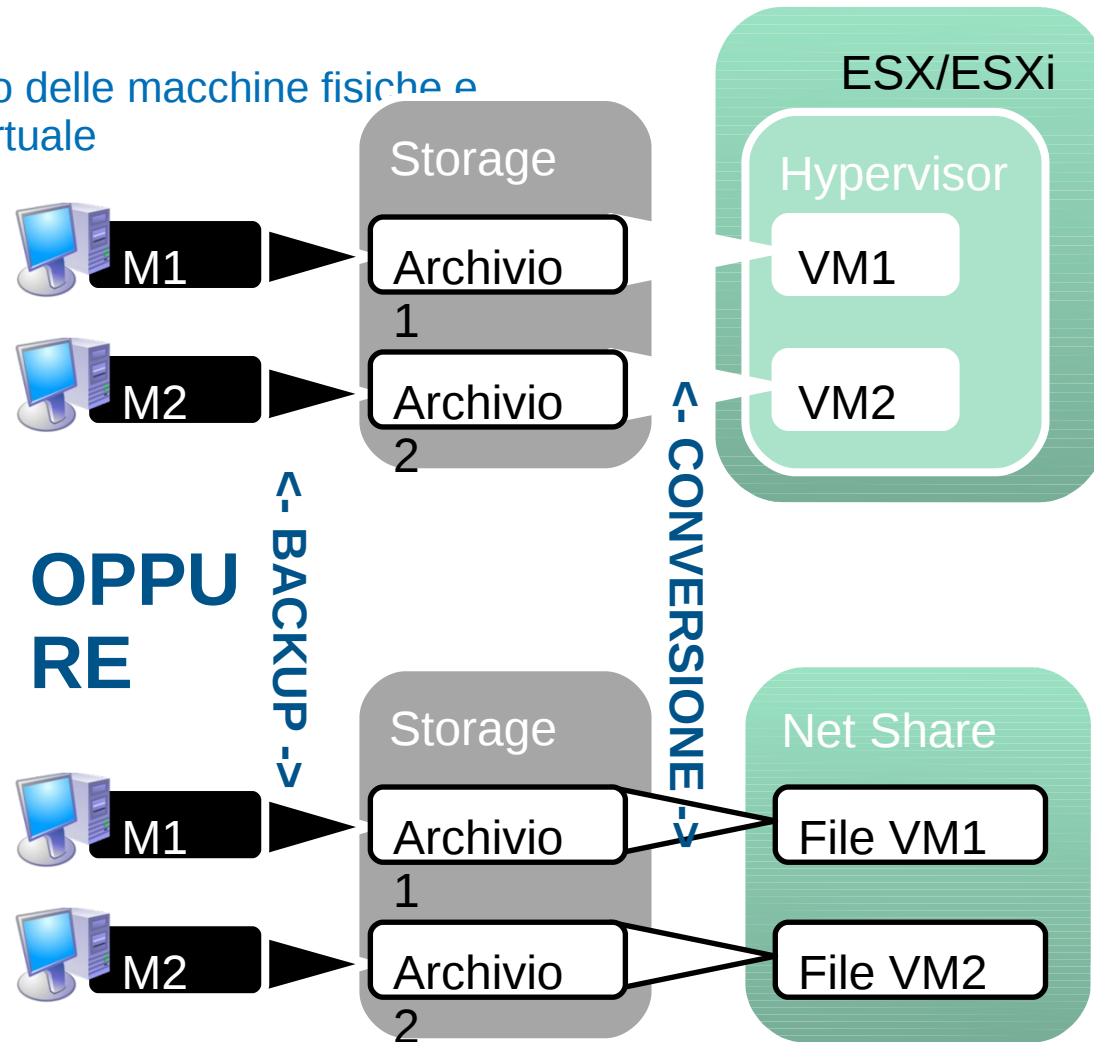 o delle macchine fisiche e
rtuale
ESX/ESXi
Storage
Hypervisor
M1
Archivio
1
VM1
M2
Archivio
2
VM2
<- BACKUP ->
<- CONVERSIONE ->
OPPU
RE
Storage
Net Share
M1
Archivio
1
File VM1
M2
Archivio
2
File VM2